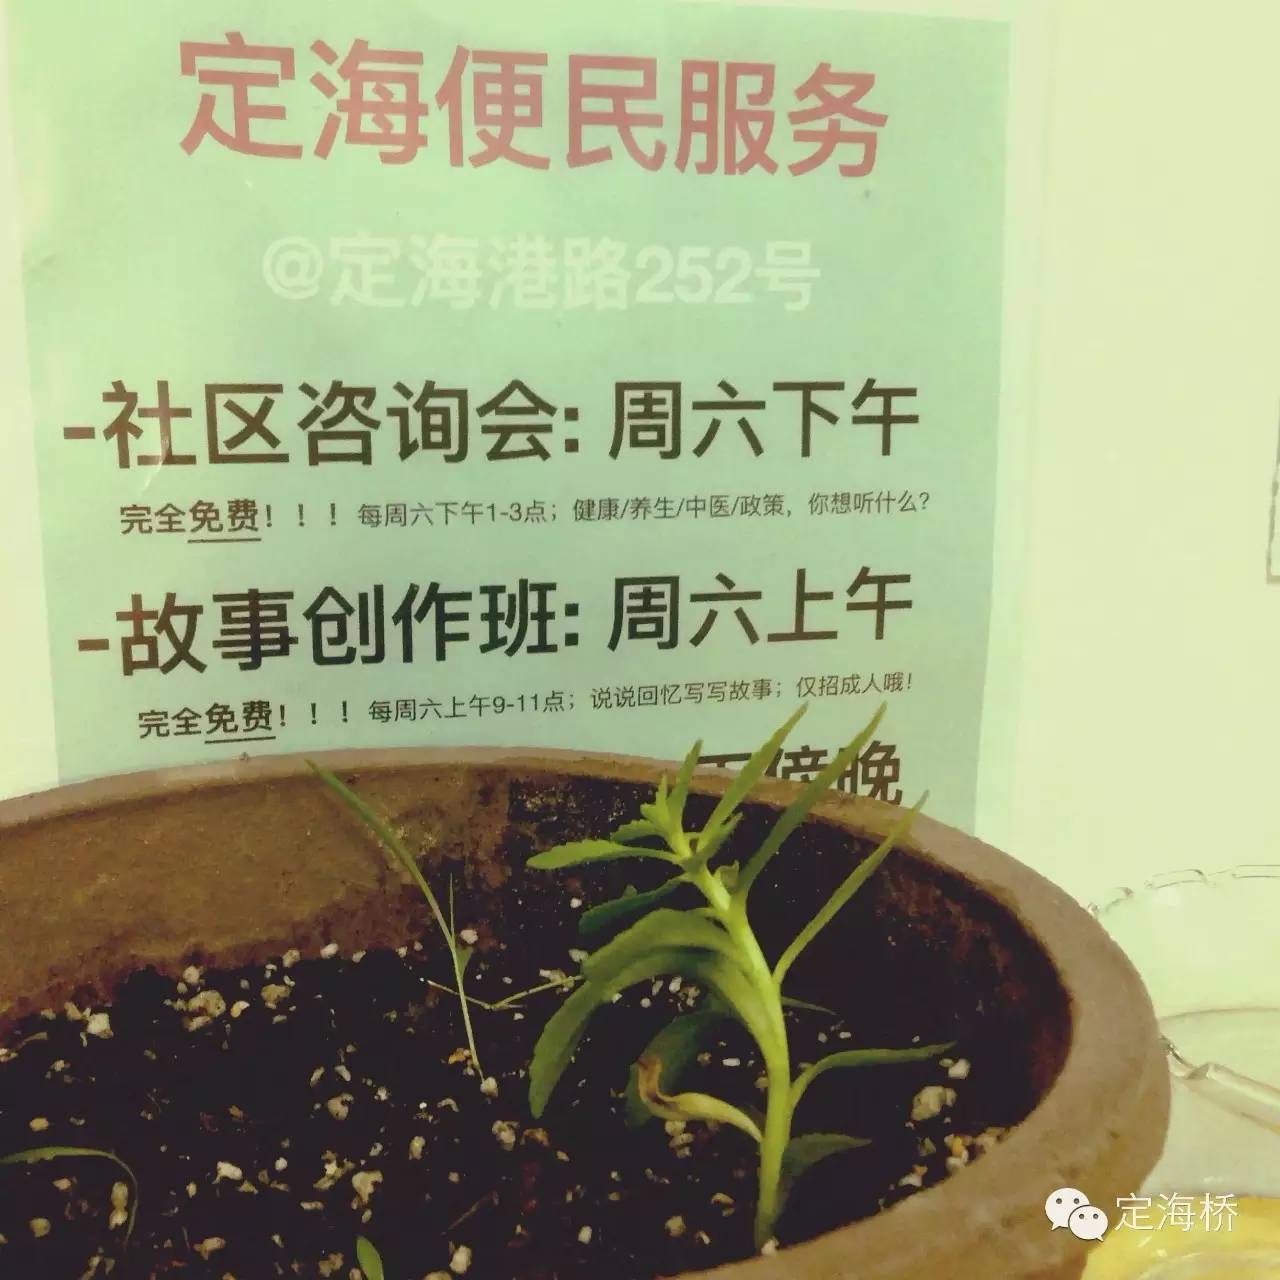 定海便民服务
@定海港路252号
-社区咨询会: 周六下午
完全免费！！！每周六下午1-3点；健康/养生/中医/政策，你想听什么？
-故事创作班: 周六上午
完全免费！！！每周六上午9-11点；说说回忆写写故事；仅招成人哦！
傍晚
定海桥